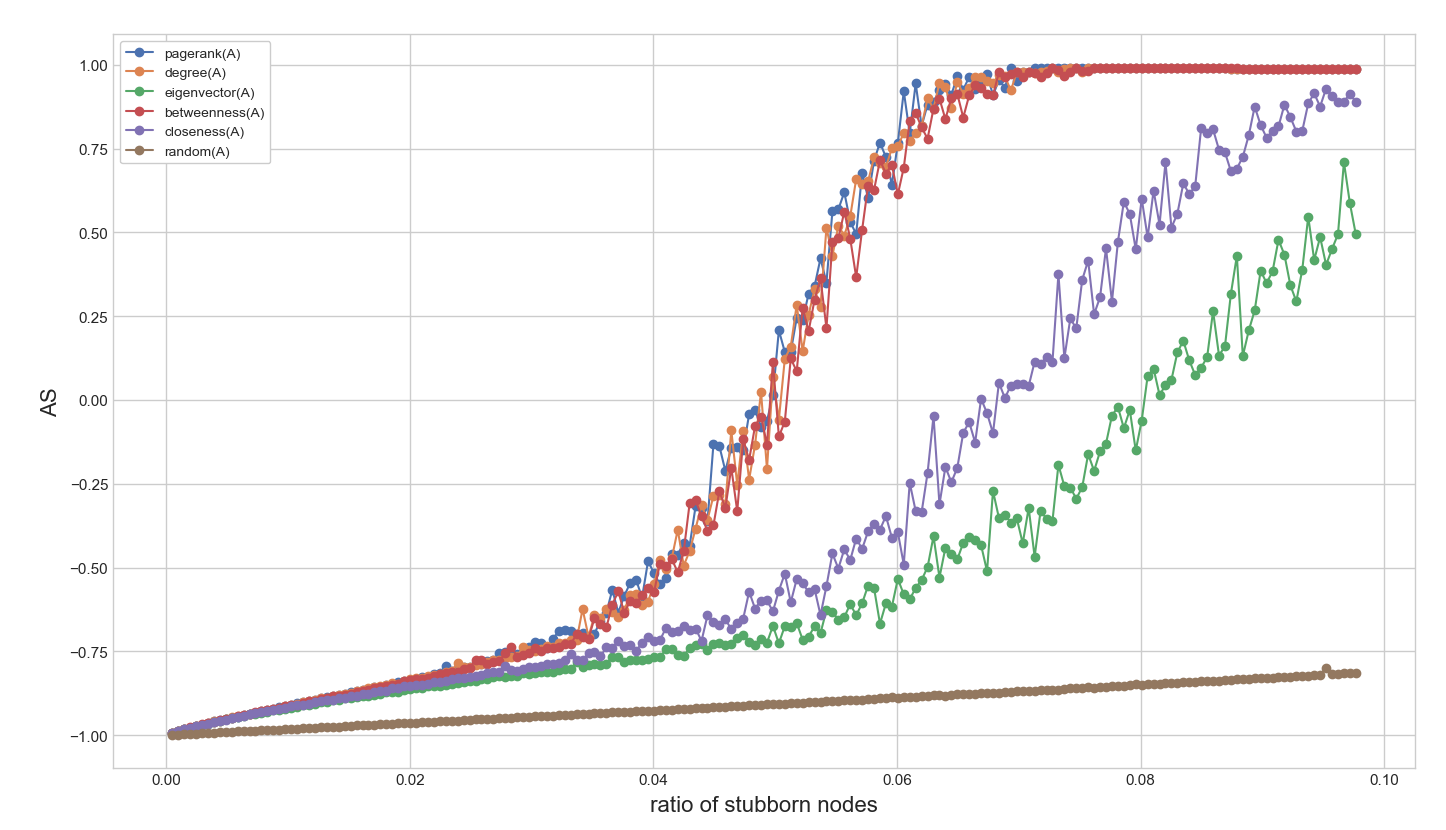 pagerank(A)
degree(A)
eigenvector(A)
betweenness(A)
closeness(A)
random(A)
1.00
0.75
0.50
0.25
0.00
−0.25
−0.50
−0.75
−1.00
AS
0.00 0.02 0.04 0.06 0.08 0.10
ratio of stubborn nodes